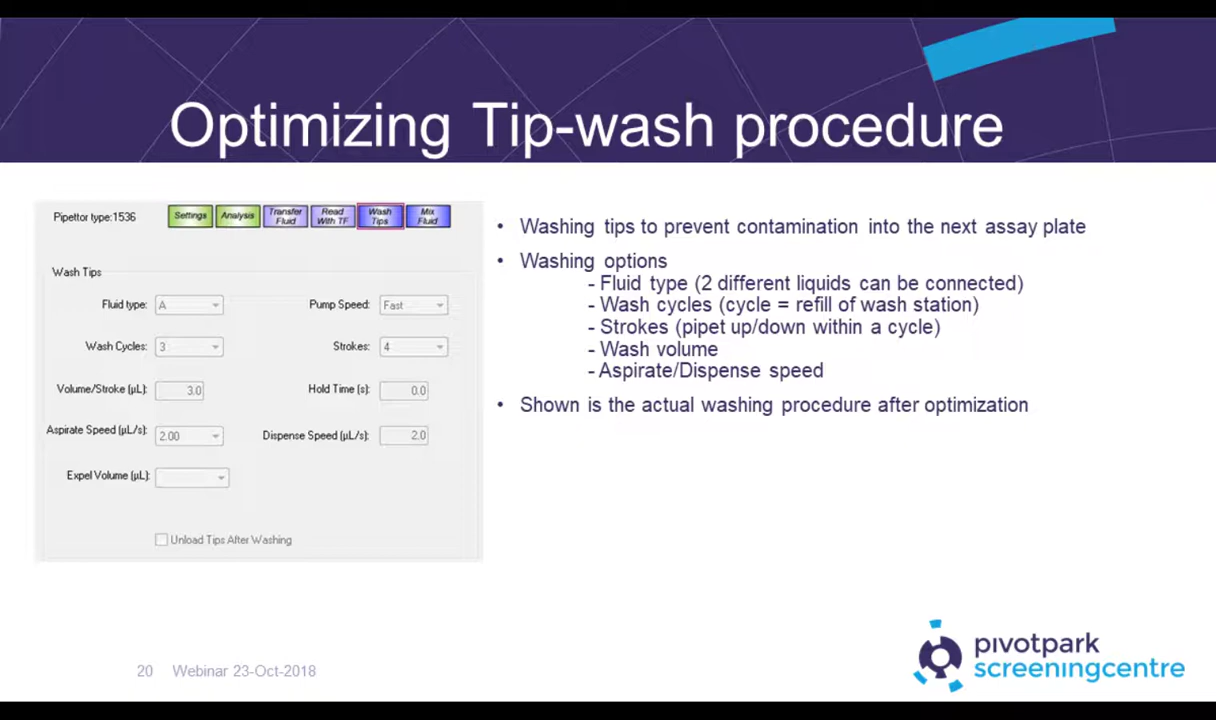 Optimizing Tip-wash procedure
Pipettor type:1536
Settings
Analysis
Transfer
Fluid
Read
With TF
Wash
Tips
Mix
Fluid
Wash Tips
Fluid type: A
Pump Speed: Fast
Wash Cycles: 3
Strokes: 4
Volume/Stroke (µL): 3.0
Hold Time (s): 0.0
Aspirate Speed (µL/s): 2.00
Dispense Speed (µL/s): 2.0
Expel Volume (µL):
Unload Tips After Washing
• Washing tips to prevent contamination into the next assay plate
• Washing options
- Fluid type (2 different liquids can be connected)
- Wash cycles (cycle = refill of wash station)
- Strokes (pipet up/down within a cycle)
- Wash volume
- Aspirate/Dispense speed
• Shown is the actual washing procedure after optimization
20 Webinar 23-Oct-2018
pivotpark
screeningcentre